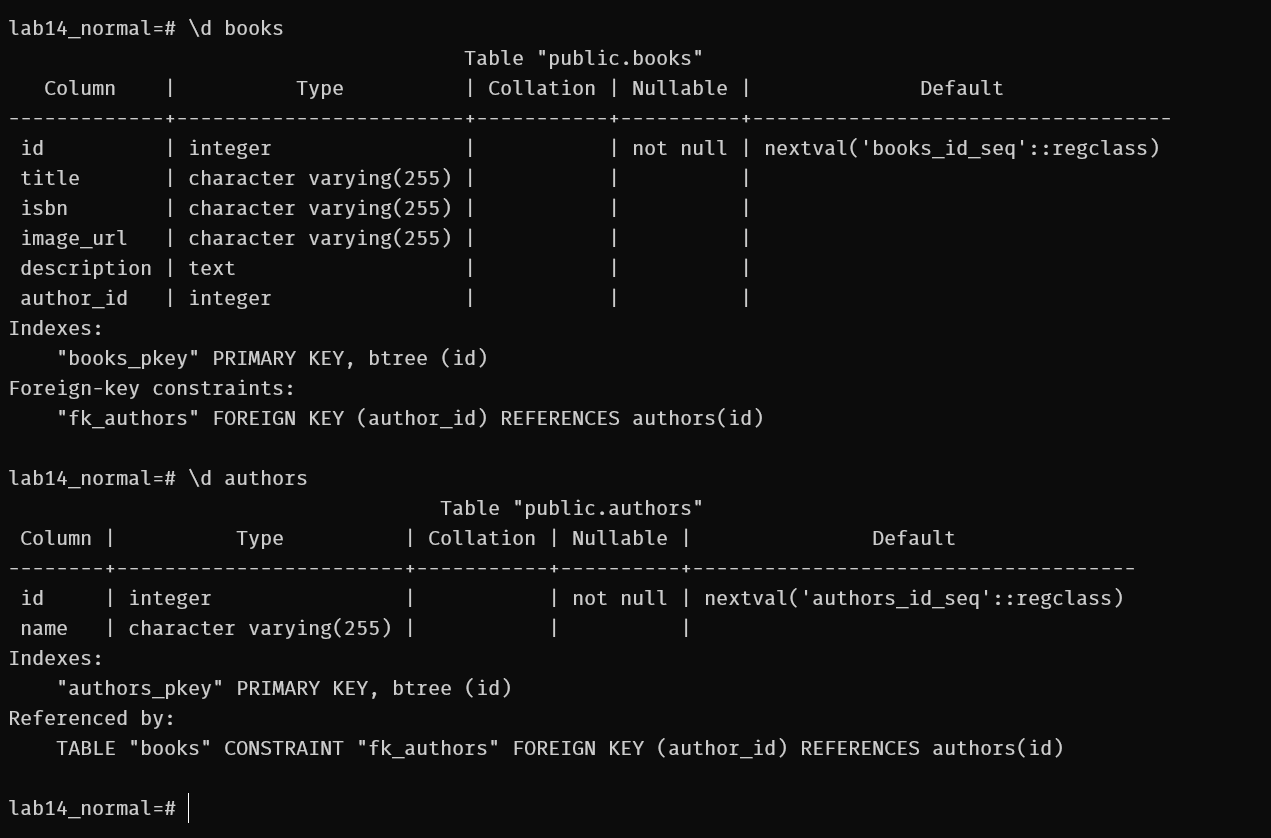 lab14_normal=# \d books
                                      Table "public.books"
   Column    |          Type          | Collation | Nullable |              Default
-------------+------------------------+-----------+----------+-----------------------------------
 id          | integer                |           | not null | nextval('books_id_seq'::regclass)
 title       | character varying(255) |           |          |
 isbn        | character varying(255) |           |          |
 image_url   | character varying(255) |           |          |
 description | text                   |           |          |
 author_id   | integer                |           |          |
Indexes:
    "books_pkey" PRIMARY KEY, btree (id)
Foreign-key constraints:
    "fk_authors" FOREIGN KEY (author_id) REFERENCES authors(id)

lab14_normal=# \d authors
                                    Table "public.authors"
 Column |          Type          | Collation | Nullable |               Default
--------+------------------------+-----------+----------+-------------------------------------
 id     | integer                |           | not null | nextval('authors_id_seq'::regclass)
 name   | character varying(255) |           |          |
Indexes:
    "authors_pkey" PRIMARY KEY, btree (id)
Referenced by:
    TABLE "books" CONSTRAINT "fk_authors" FOREIGN KEY (author_id) REFERENCES authors(id)

lab14_normal=#